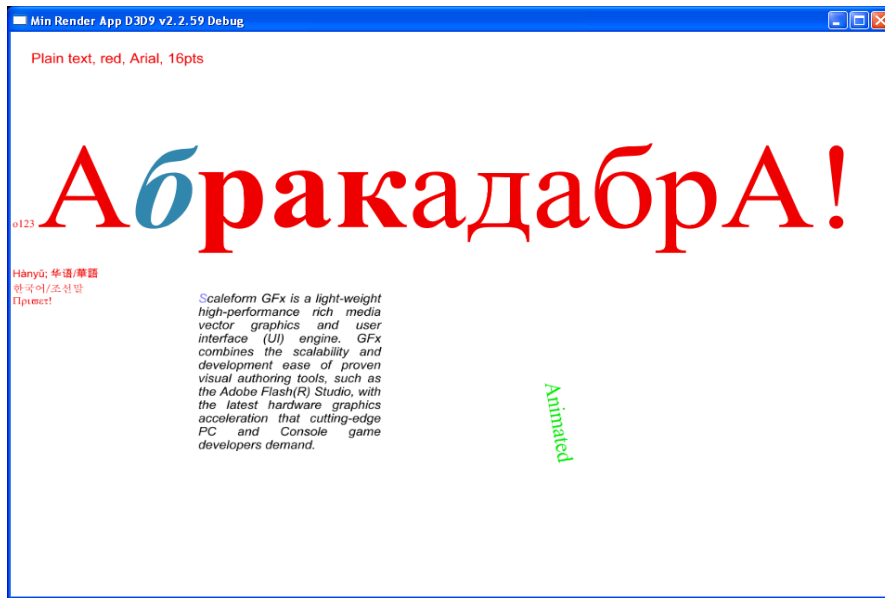 Min Render App D3D9 v2.2.59 Debug
Plain text, red, Arial, 16pts
o123 АбракадабрА!
Hànyǔ; 华语/華語
한국어/조선말
Πριшετ!
Scaleform GFx is a light-weight
high-performance rich media
vector graphics and user
interface (UI) engine. GFx
combines the scalability and
development ease of proven
visual authoring tools, such as
the Adobe Flash(R) Studio, with
the latest hardware graphics
acceleration that cutting-edge
PC and Console game
developers demand.
Animated